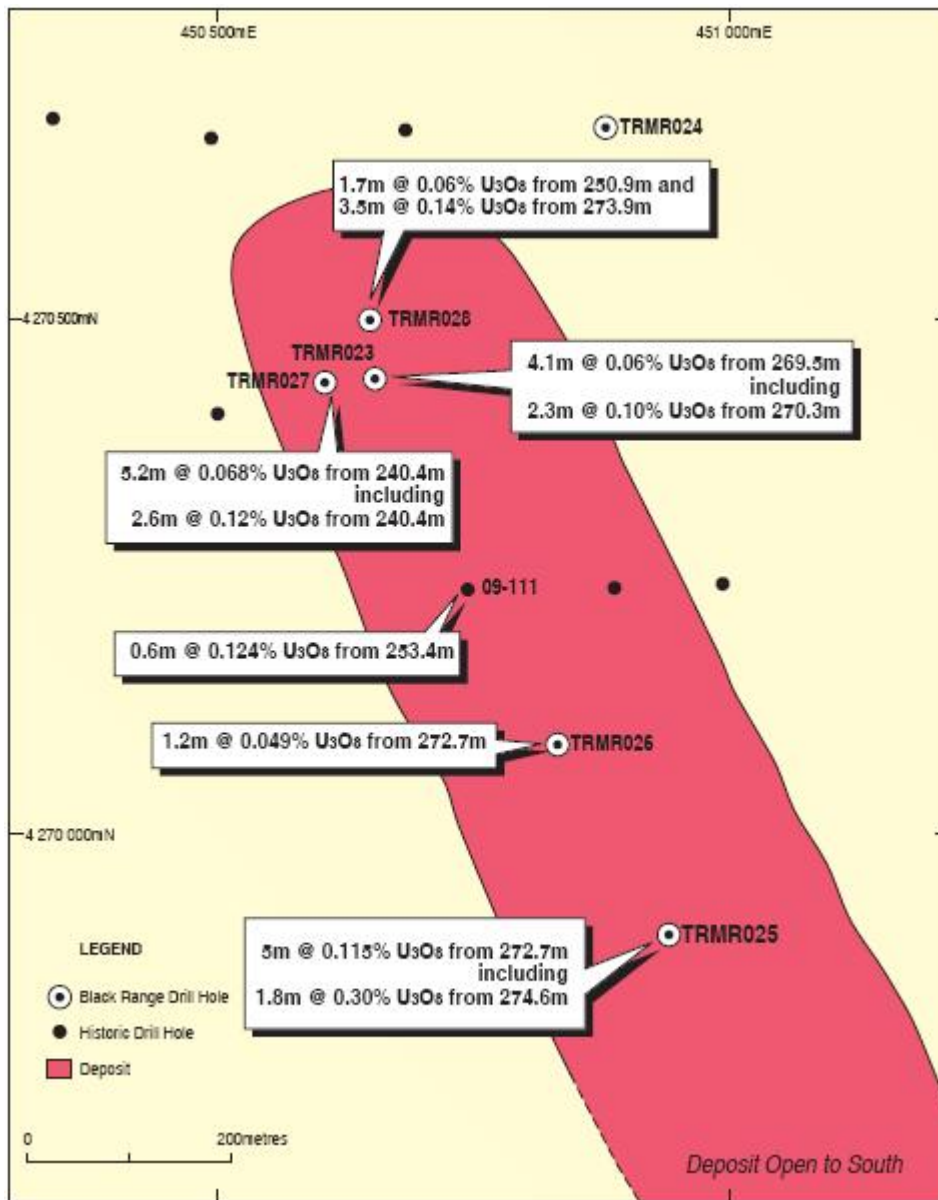 450 500mE
451 000mE
TRMR024
1.7m @ 0.06% U3O8 from 250.9m and
3.5m @ 0.14% U3O8 from 273.9m
4 270 500mN
TRMR028
TRMR023
TRMR027
4.1m @ 0.06% U3O8 from 269.5m
including
2.3m @ 0.10% U3O8 from 270.3m
5.2m @ 0.068% U3O8 from 240.4m
including
2.6m @ 0.12% U3O8 from 240.4m
09-111
0.6m @ 0.124% U3O8 from 253.4m
1.2m @ 0.049% U3O8 from 272.7m
TRMR026
4 270 000mN
TRMR025
5m @ 0.115% U3O8 from 272.7m
including
1.8m @ 0.30% U3O8 from 274.6m
LEGEND
Black Range Drill Hole
Historic Drill Hole
Deposit
0 200metres
Deposit Open to South